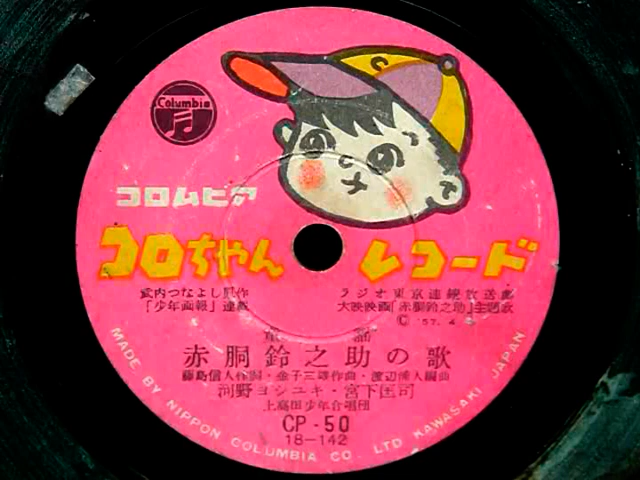 Columbia
C
コロムビア
コロちゃん レコード
武内つなよし原作
「少年画報」連載
ラジオ東京連続放送劇
大映映画「赤胴鈴之助」主題歌
Ⓒ '57. 4
童謡
赤胴鈴之助の歌
藤島信人作詞・金子三雄作曲・渡辺浦人編曲
河野ヨシユキ・宮下匡司
上高田少年合唱団
CP-50
18-142
MADE BY NIPPON COLUMBIA CO. LTD KAWASAKI JAPAN